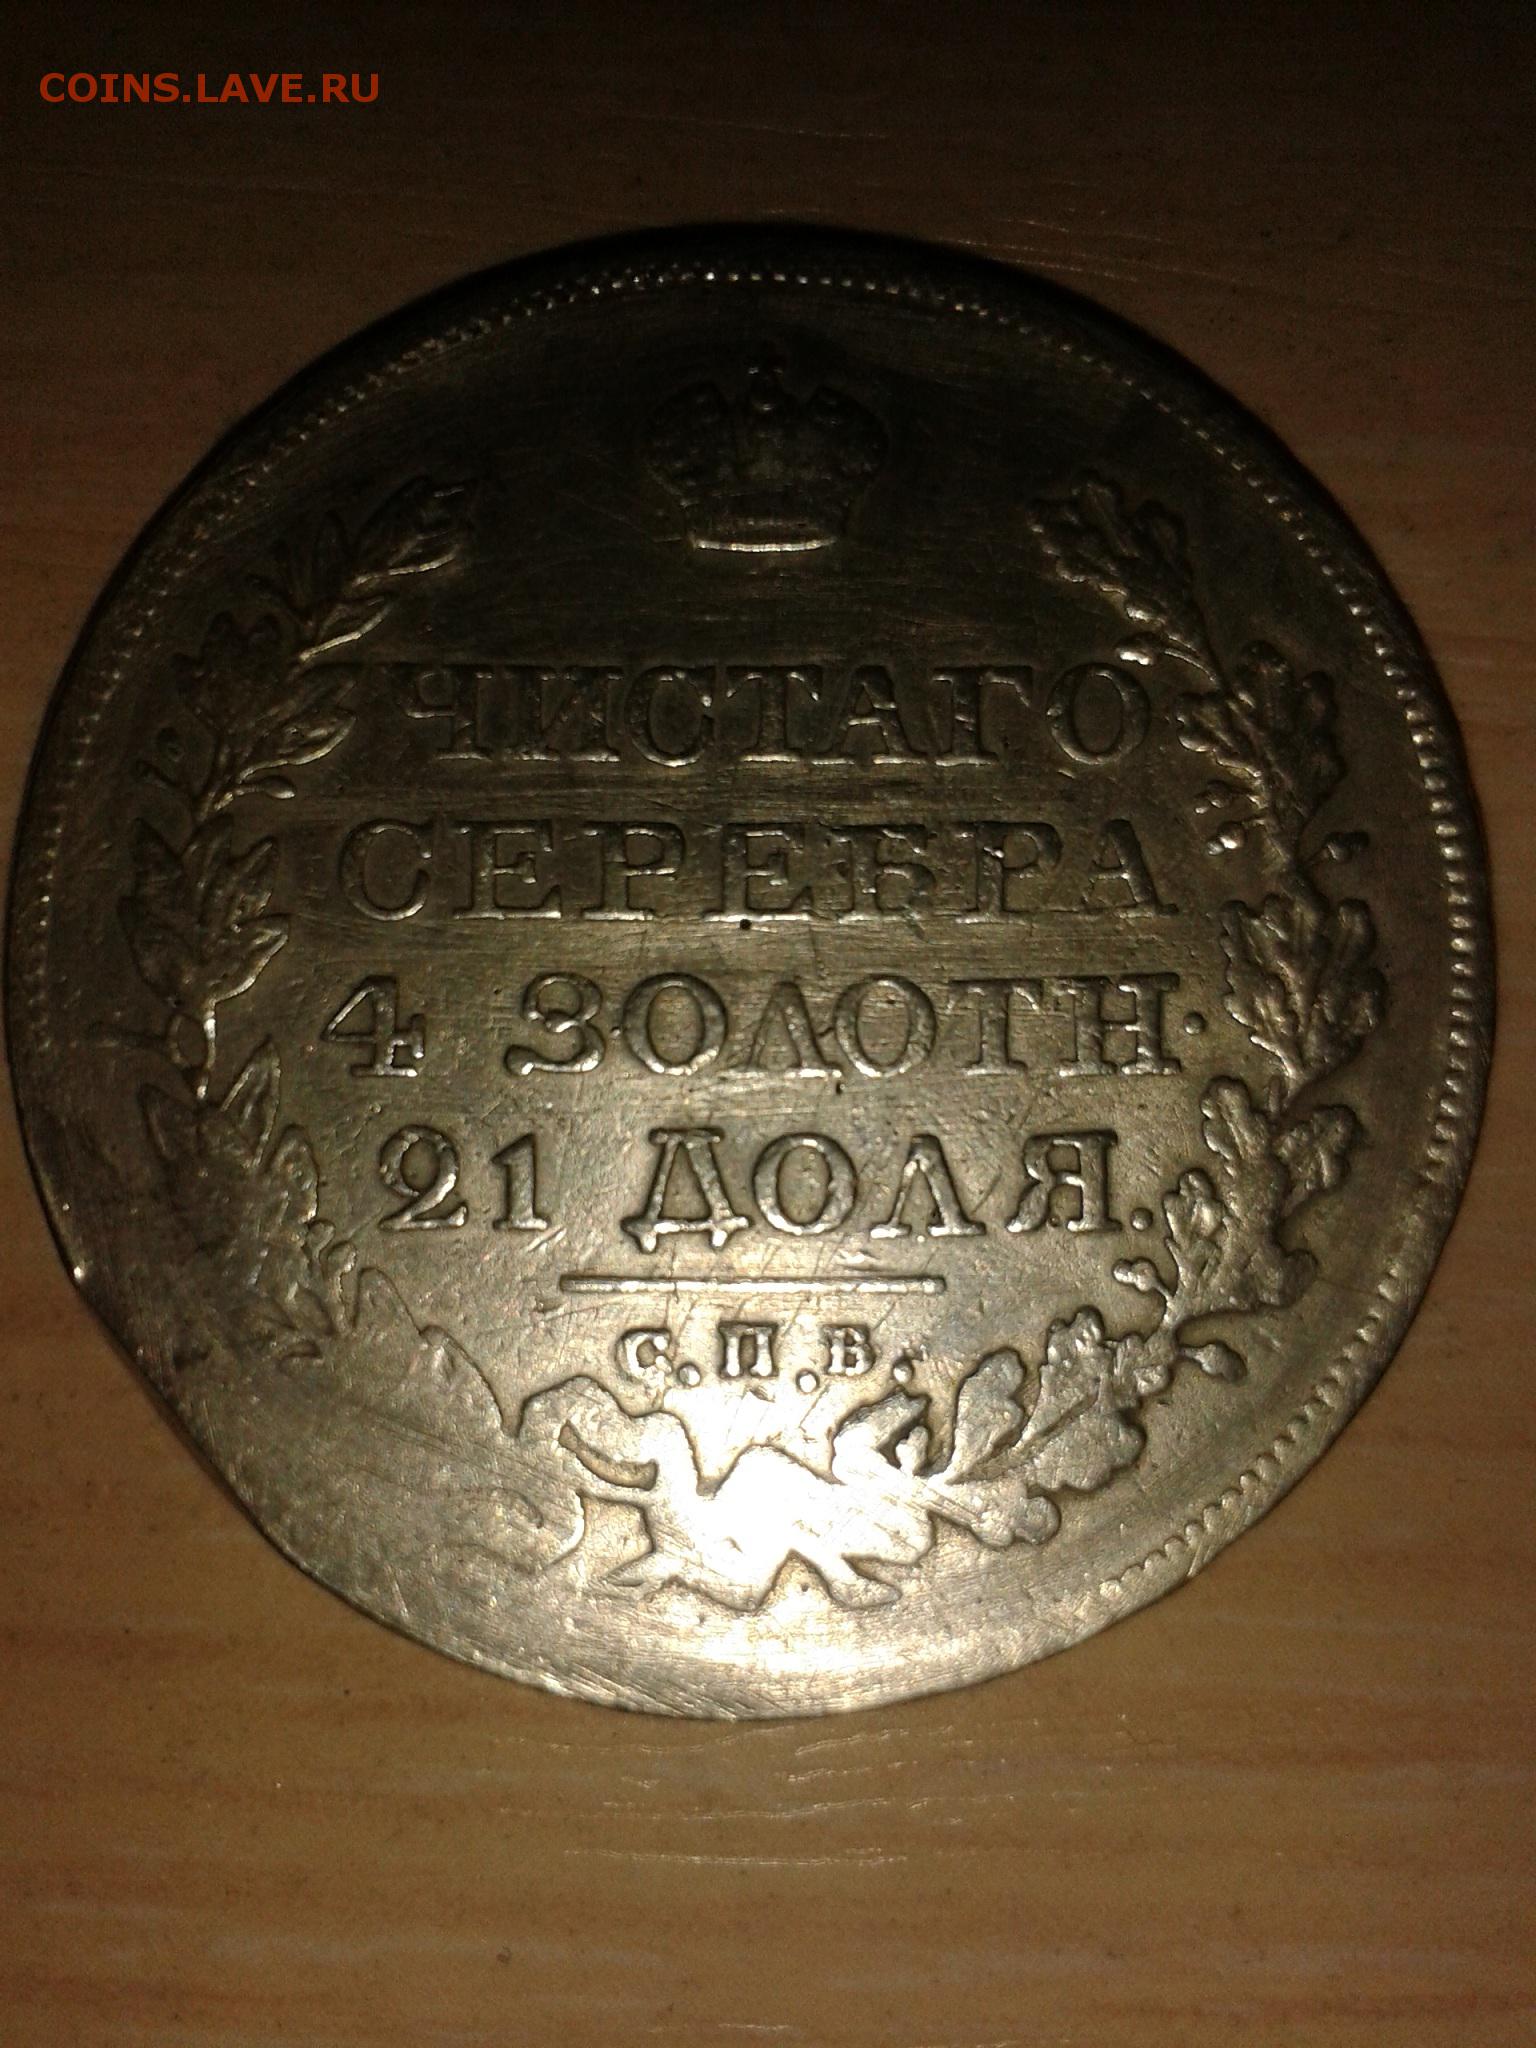 COINS.LAVE.RU
ЧИСТАГО
СЕРЕБРА
4 ЗОЛОТН.
21 ДОЛЯ.
С.П.Б.